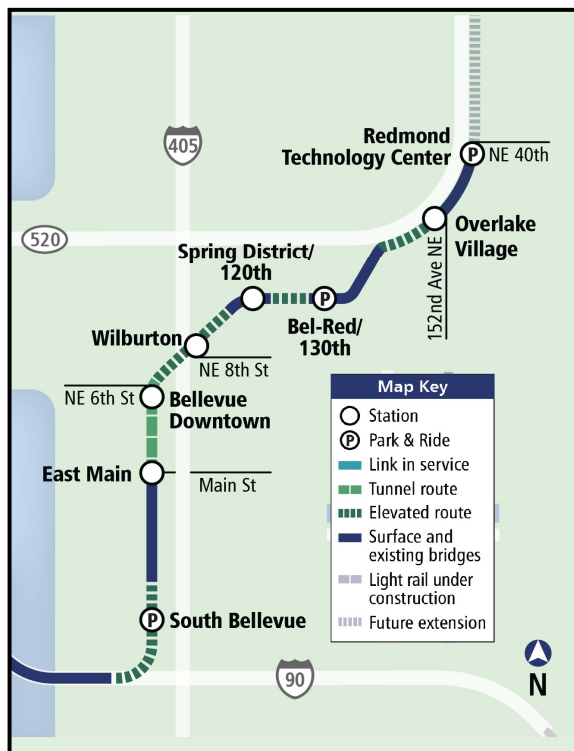 405
Redmond
Technology Center
P
NE 40th
520
Overlake
Village
152nd Ave NE
Spring District/
120th
P
Bel-Red/
130th
Wilburton
NE 8th St
NE 6th St
Bellevue
Downtown
East Main
Main St
P
South Bellevue
90
Map Key
Station
P Park & Ride
Link in service
Tunnel route
Elevated route
Surface and
existing bridges
Light rail under
construction
Future extension
N